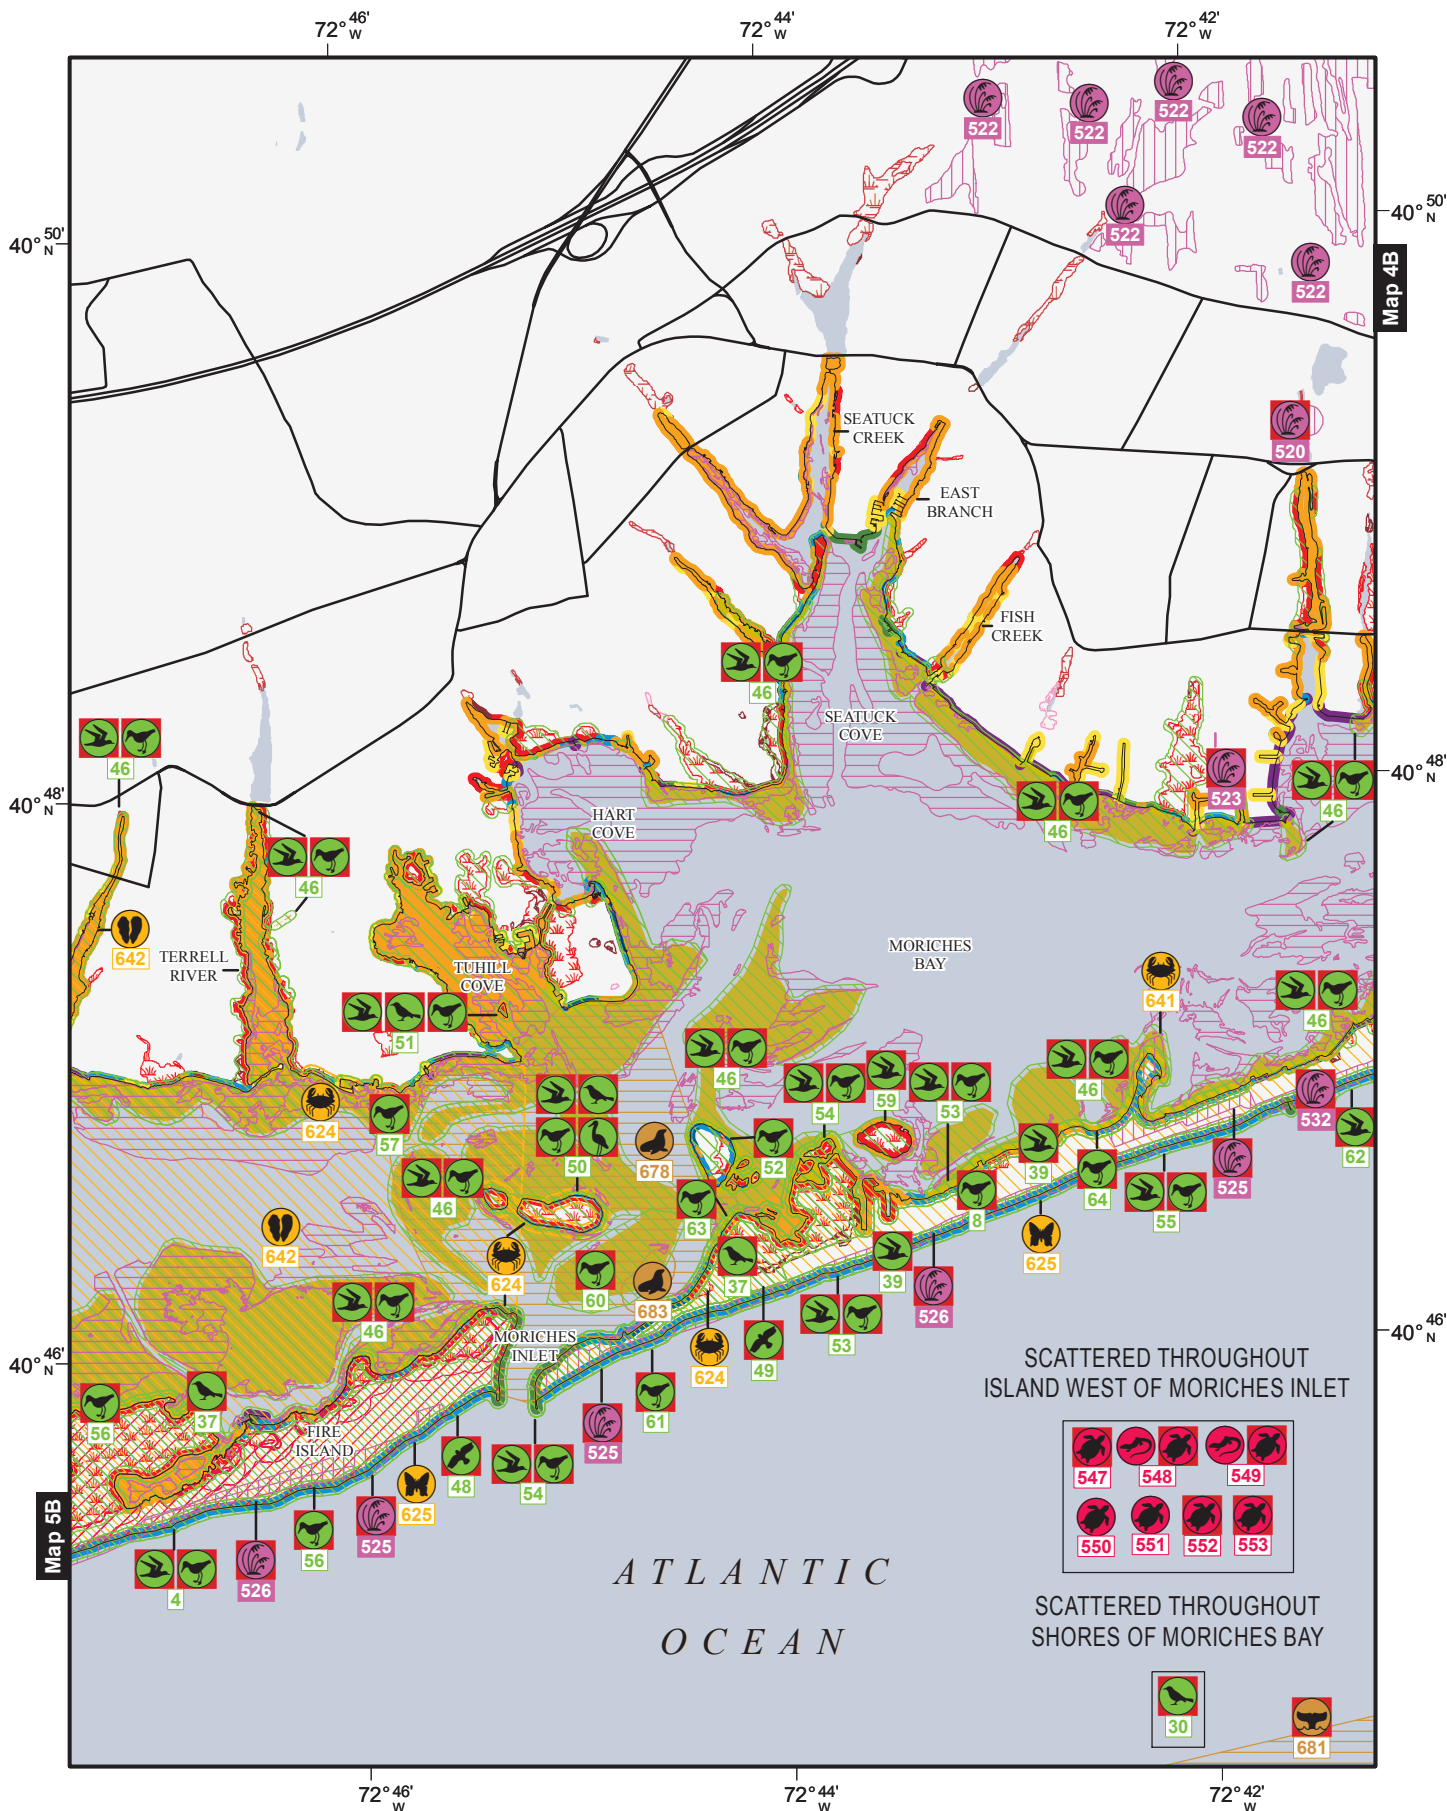 72° 46' W
72° 44' W
72° 42' W
522
522
522
522
522
522
40° 50' N
40° 50' N
Map 4B
SEATUCK
CREEK
520
EAST
BRANCH
FISH
CREEK
46
SEATUCK
COVE
46
40° 48' N
40° 48' N
523
46
46
HART
COVE
46
642
TERRELL
RIVER
TUHILL
COVE
MORICHES
BAY
641
46
51
46
54
59
53
46
532
624
57
50
678
52
39
62
46
63
8
64
55
525
642
624
60
683
37
39
526
625
46
MORICHES
INLET
624
49
53
40° 46' N
40° 46' N
SCATTERED THROUGHOUT
ISLAND WEST OF MORICHES INLET
56
37
FIRE
ISLAND
61
525
547
548
549
48
54
625
550
551
552
553
Map 5B
525
56
526
4
ATLANTIC
OCEAN
SCATTERED THROUGHOUT
SHORES OF MORICHES BAY
30
681
72° 46' W
72° 44' W
72° 42' W